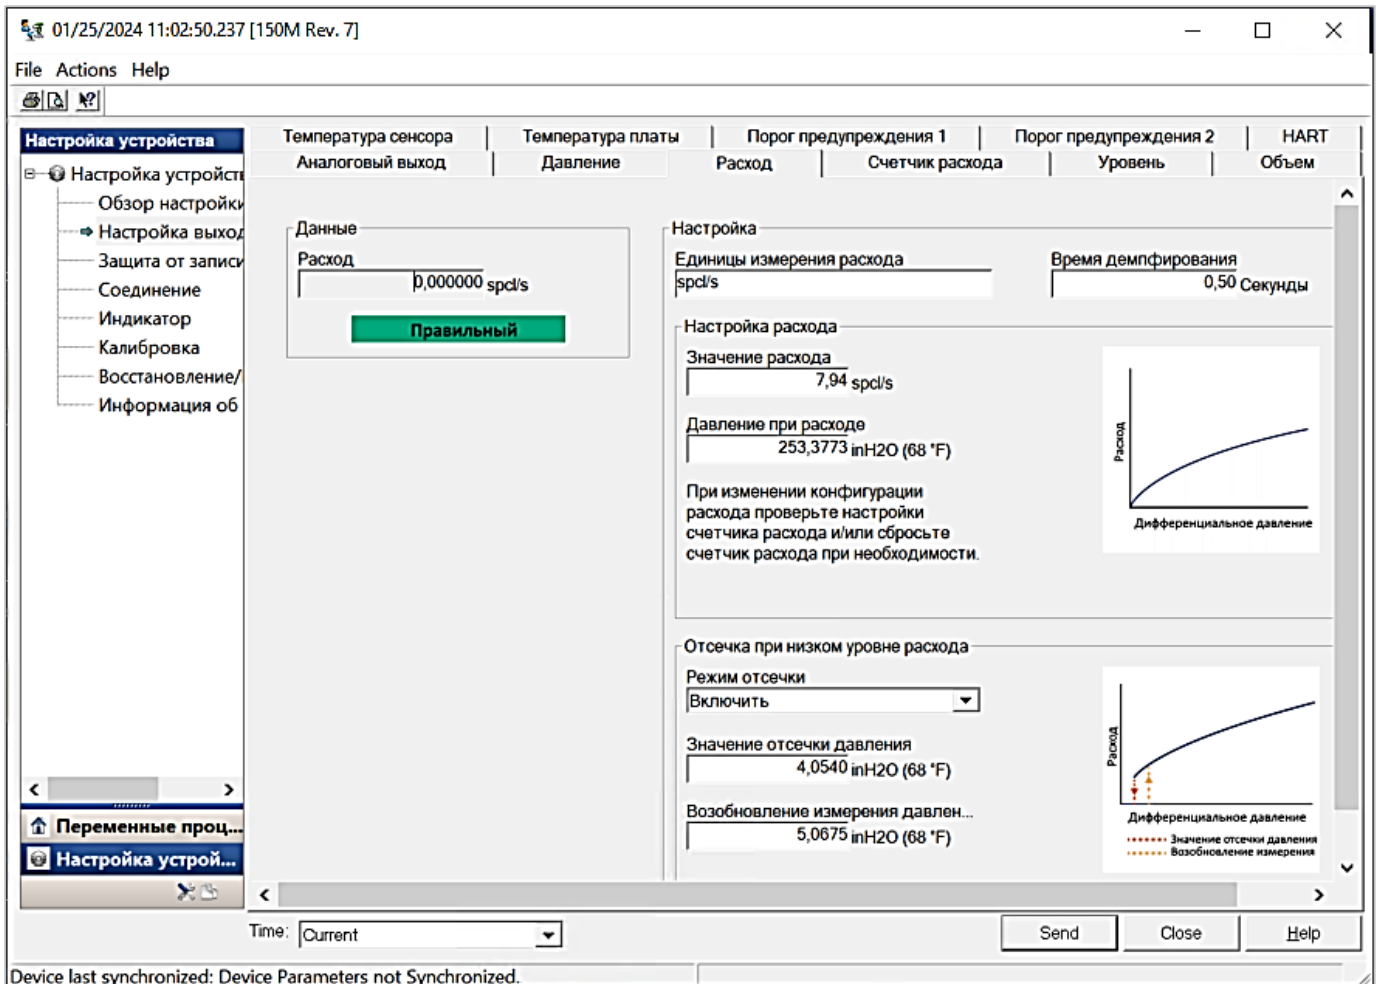 01/25/2024 11:02:50.237 [150M Rev. 7]
File Actions Help
Настройка устройства
Настройка устройств
Обзор настройки
Настройка выход
Защита от записи
Соединение
Индикатор
Калибровка
Восстановление/
Информация об
Переменные проц...
Настройка устрой...
Температура сенсора
Температура платы
Порог предупреждения 1
Порог предупреждения 2
HART
Аналоговый выход
Давление
Расход
Счетчик расхода
Уровень
Объем
Данные
Расход
0,000000 spcl/s
Правильный
Настройка
Единицы измерения расхода
spcl/s
Время демпфирования
0,50 Секунды
Настройка расхода
Значение расхода
7,94 spcl/s
Давление при расходе
253,3773 inH2O (68 °F)
При изменении конфигурации
расхода проверьте настройки
счетчика расхода и/или сбросьте
счетчик расхода при необходимости.
Расход
Дифференциальное давление
Отсечка при низком уровне расхода
Режим отсечки
Включить
Значение отсечки давления
4,0540 inH2O (68 °F)
Возобновление измерения давлен...
5,0675 inH2O (68 °F)
Расход
Дифференциальное давление
Значение отсечки давления
Возобновление измерения
Time: Current
Send
Close
Help
Device last synchronized: Device Parameters not Synchronized.